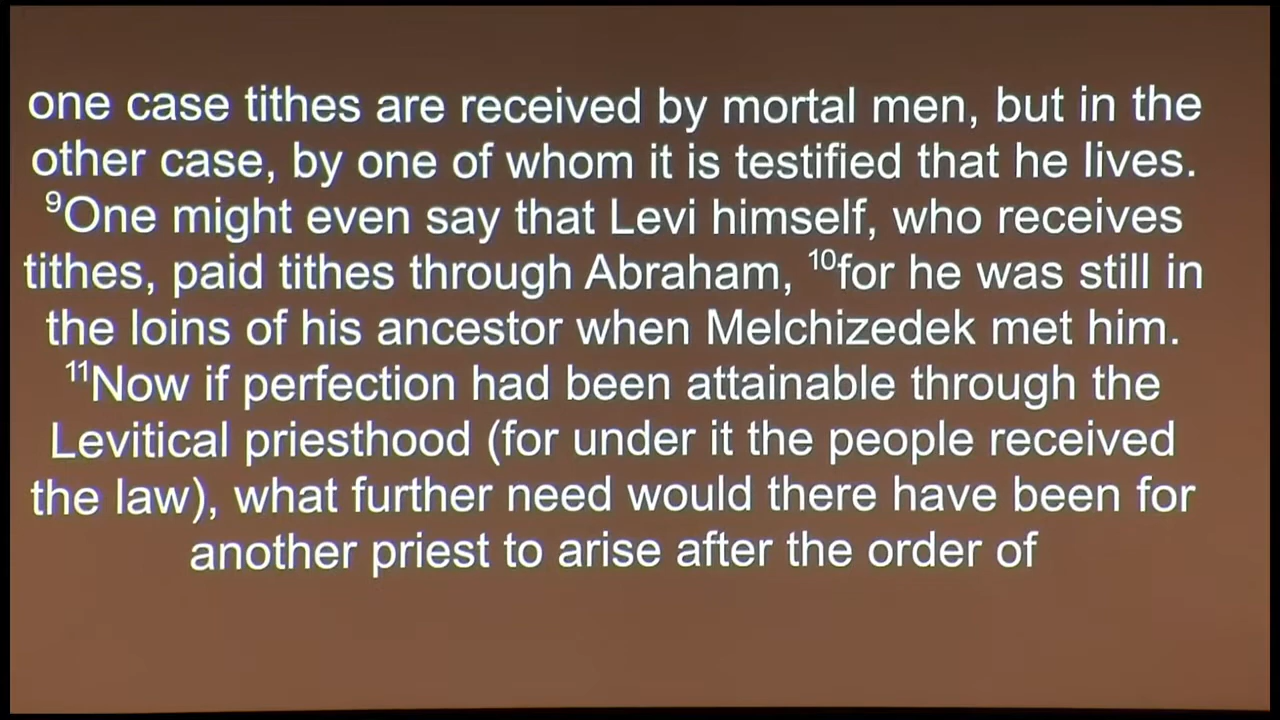 one case tithes are received by mortal men, but in the
other case, by one of whom it is testified that he lives.
⁹One might even say that Levi himself, who receives
tithes, paid tithes through Abraham, ¹⁰for he was still in
the loins of his ancestor when Melchizedek met him.
¹¹Now if perfection had been attainable through the
Levitical priesthood (for under it the people received
the law), what further need would there have been for
another priest to arise after the order of